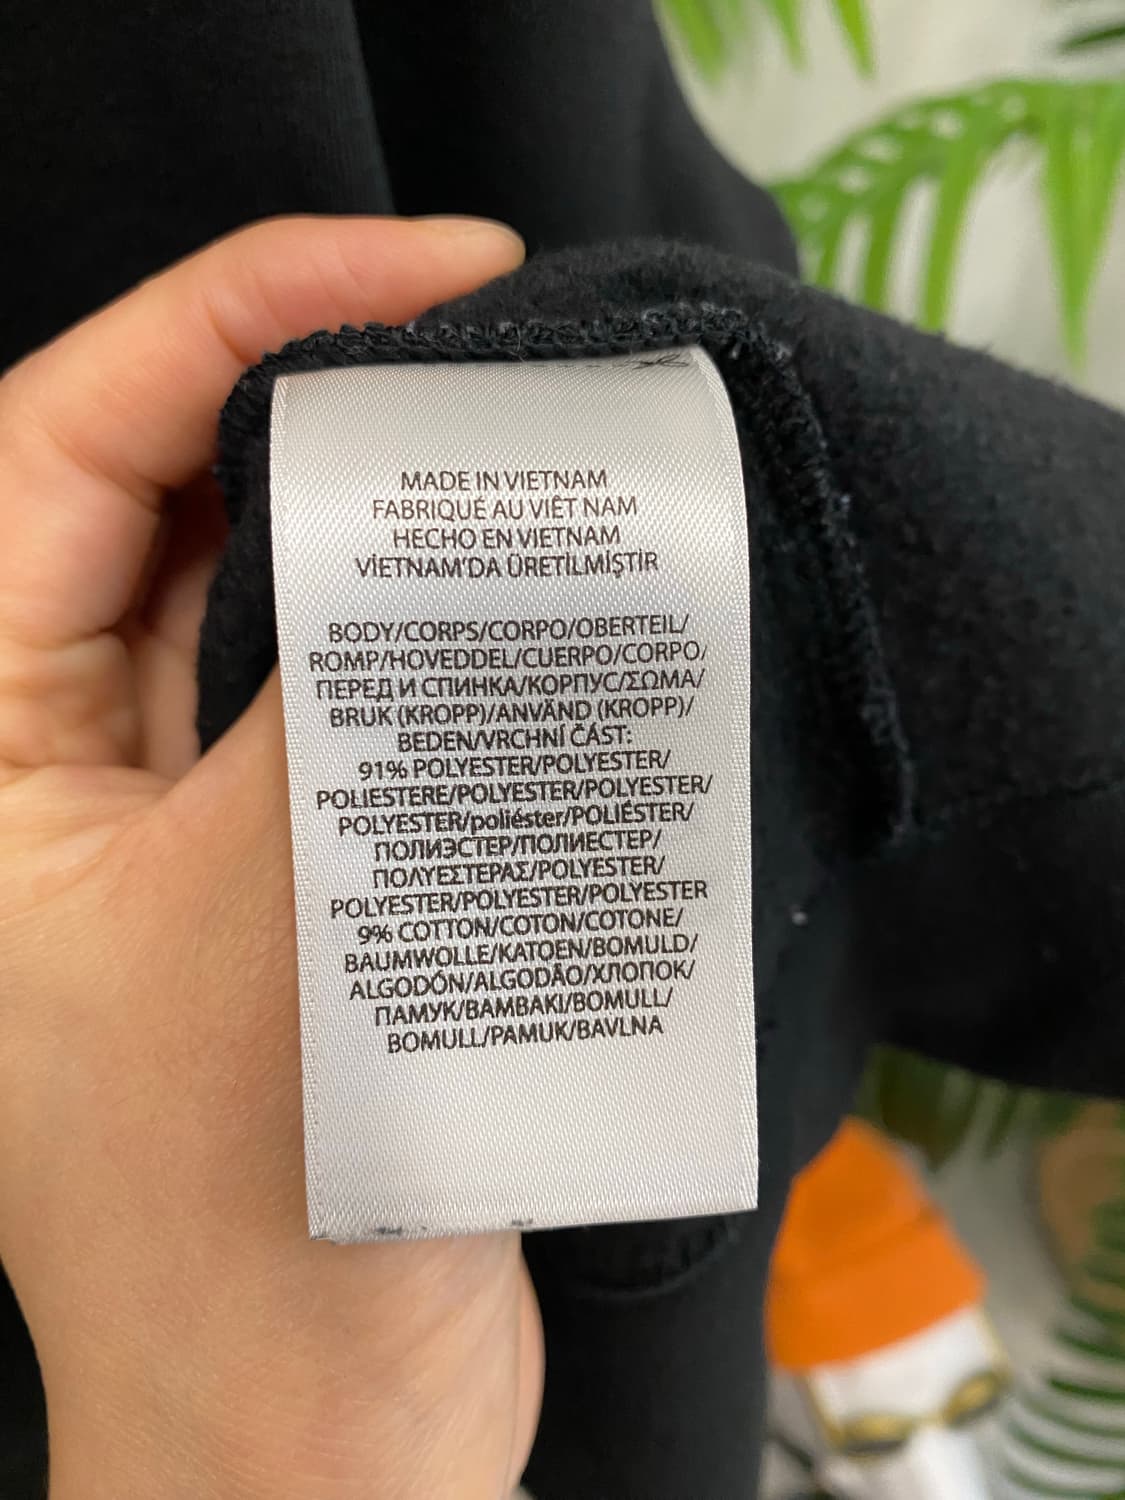 MADE IN VIETNAM
FABRIQUÉ AU VIÊT NAM
HECHO EN VIETNAM
VİETNAM'DA ÜRETİLMİŞTİR
BODY/CORPS/CORPO/OBERTEIL/
ROMP/HOVEDDEL/CUERPO/CORPO/
ПЕРЕД И СПИНКА/КОРПУС/ΣΩΜΑ/
BRUK (KROPP)/ANVÄND (KROPP)/
BEDEN/VRCHNÍ ČÁST:
91% POLYESTER/POLYESTER/
POLIESTERE/POLYESTER/POLYESTER/
POLYESTER/poliéster/POLIÉSTER/
ПОЛИЭСТЕР/ПОЛИЕСТЕР/
ΠΟΛΥΕΣΤΕΡΑΣ/POLYESTER/
POLYESTER/POLYESTER/POLYESTER
9% COTTON/COTON/COTONE/
BAUMWOLLE/KATOEN/BOMULD/
ALGODÓN/ALGODÃO/ХЛОПОК/
ПАМУК/ΒΑΜΒΑΚΙ/BOMULL/
BOMULL/PAMUK/BAVLNA